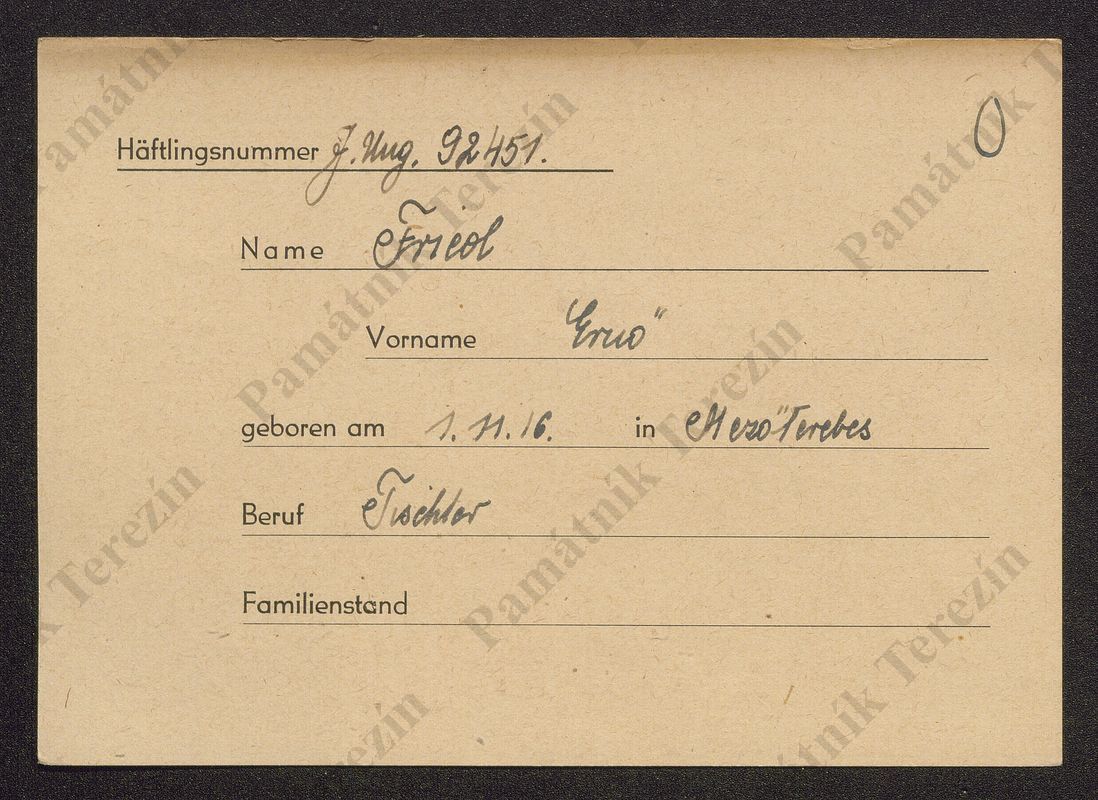 0
Häftlingsnummer J. Ung. 92451.
Name Friedl
Vorname Ernö"
geboren am 1.11.16. in Mezö"Terebes
Beruf Tischler
Familienstand
Památník Terezín